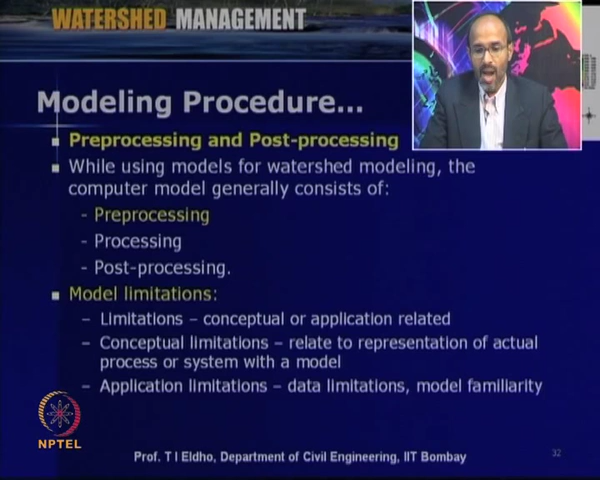 WATERSHED MANAGEMENT
Modeling Procedure...
Preprocessing and Post-processing
While using models for watershed modeling, the
computer model generally consists of:
- Preprocessing
- Processing
- Post-processing.
Model limitations:
– Limitations – conceptual or application related
– Conceptual limitations – relate to representation of actual
process or system with a model
– Application limitations – data limitations, model familiarity
NPTEL
Prof. T I Eldho, Department of Civil Engineering, IIT Bombay
32